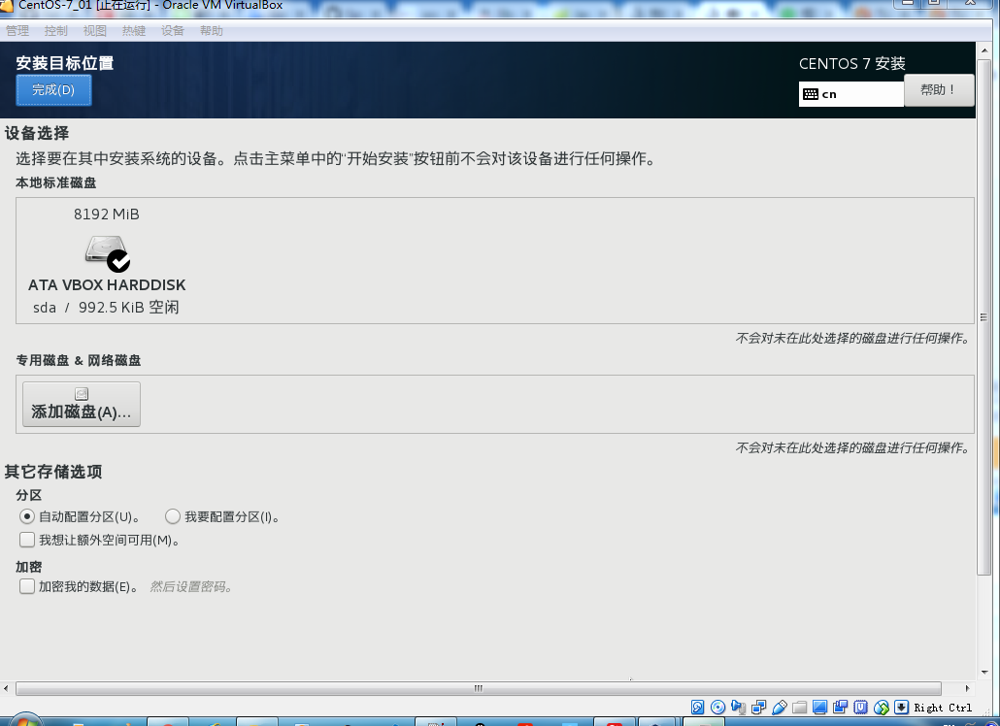 CentOS-7_01 [正在运行] - Oracle VM VirtualBox
管理 控制 视图 热键 设备 帮助
安装目标位置
CENTOS 7 安装
完成(D)
cn
帮助！
设备选择
选择要在其中安装系统的设备。点击主菜单中的“开始安装”按钮前不会对该设备进行任何操作。
本地标准磁盘
8192 MiB
ATA VBOX HARDDISK
sda / 992.5 KiB 空闲
不会对未在此处选择的磁盘进行任何操作。
专用磁盘 & 网络磁盘
添加磁盘(A)...
不会对未在此处选择的磁盘进行任何操作。
其它存储选项
分区
自动配置分区(U)。 我要配置分区(I)。
我想让额外空间可用(M)。
加密
加密我的数据(E)。 然后设置密码。
Right Ctrl